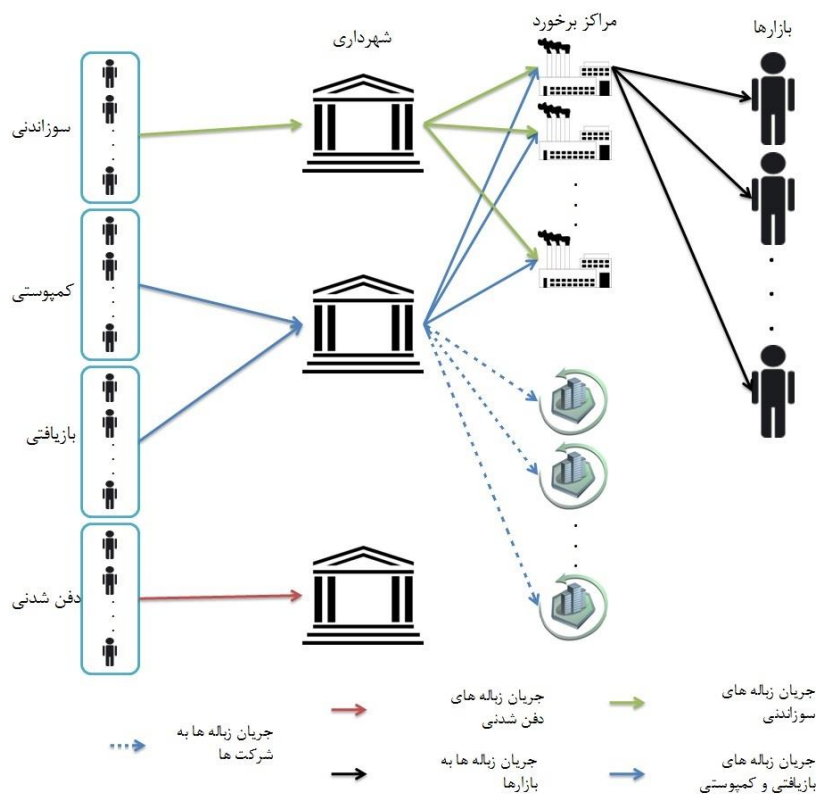 بازارها
مراکز برخورد
شهرداری
سوزاندنی
کمپوستی
بازیافتی
دفن شدنی
جریان زباله های
سوزاندنی
جریان زباله های
دفن شدنی
جریان زباله ها به
شرکت ها
جریان زباله های
بازیافتی و کمپوستی
جریان زباله ها به
بازارها